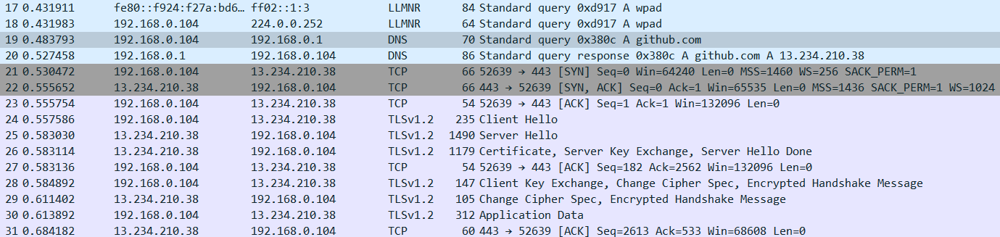 17 0.431911 fe80::f924:f27a:bd6… ff02::1:3 LLMNR 84 Standard query 0xd917 A wpad
18 0.431983 192.168.0.104 224.0.0.252 LLMNR 64 Standard query 0xd917 A wpad
19 0.483793 192.168.0.104 192.168.0.1 DNS 70 Standard query 0x380c A github.com
20 0.527458 192.168.0.1 192.168.0.104 DNS 86 Standard query response 0x380c A github.com A 13.234.210.38
21 0.530472 192.168.0.104 13.234.210.38 TCP 66 52639 → 443 [SYN] Seq=0 Win=64240 Len=0 MSS=1460 WS=256 SACK_PERM=1
22 0.555652 13.234.210.38 192.168.0.104 TCP 66 443 → 52639 [SYN, ACK] Seq=0 Ack=1 Win=65535 Len=0 MSS=1436 SACK_PERM=1 WS=1024
23 0.555754 192.168.0.104 13.234.210.38 TCP 54 52639 → 443 [ACK] Seq=1 Ack=1 Win=132096 Len=0
24 0.557586 192.168.0.104 13.234.210.38 TLSv1.2 235 Client Hello
25 0.583030 13.234.210.38 192.168.0.104 TLSv1.2 1490 Server Hello
26 0.583114 13.234.210.38 192.168.0.104 TLSv1.2 1179 Certificate, Server Key Exchange, Server Hello Done
27 0.583136 192.168.0.104 13.234.210.38 TCP 54 52639 → 443 [ACK] Seq=182 Ack=2562 Win=132096 Len=0
28 0.584892 192.168.0.104 13.234.210.38 TLSv1.2 147 Client Key Exchange, Change Cipher Spec, Encrypted Handshake Message
29 0.611402 13.234.210.38 192.168.0.104 TLSv1.2 105 Change Cipher Spec, Encrypted Handshake Message
30 0.613892 192.168.0.104 13.234.210.38 TLSv1.2 312 Application Data
31 0.684182 13.234.210.38 192.168.0.104 TCP 60 443 → 52639 [ACK] Seq=2613 Ack=533 Win=68608 Len=0